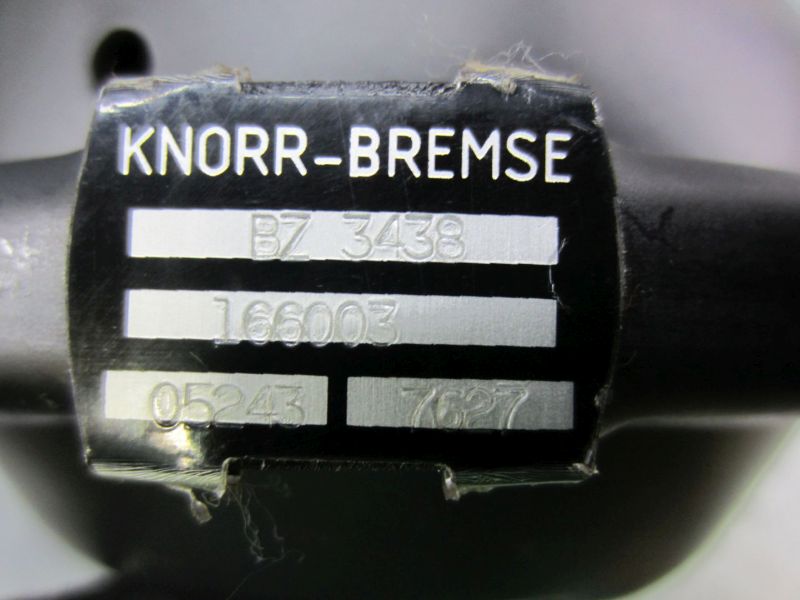 KNORR-BREMSE
BZ 3438
166003
05243 7627